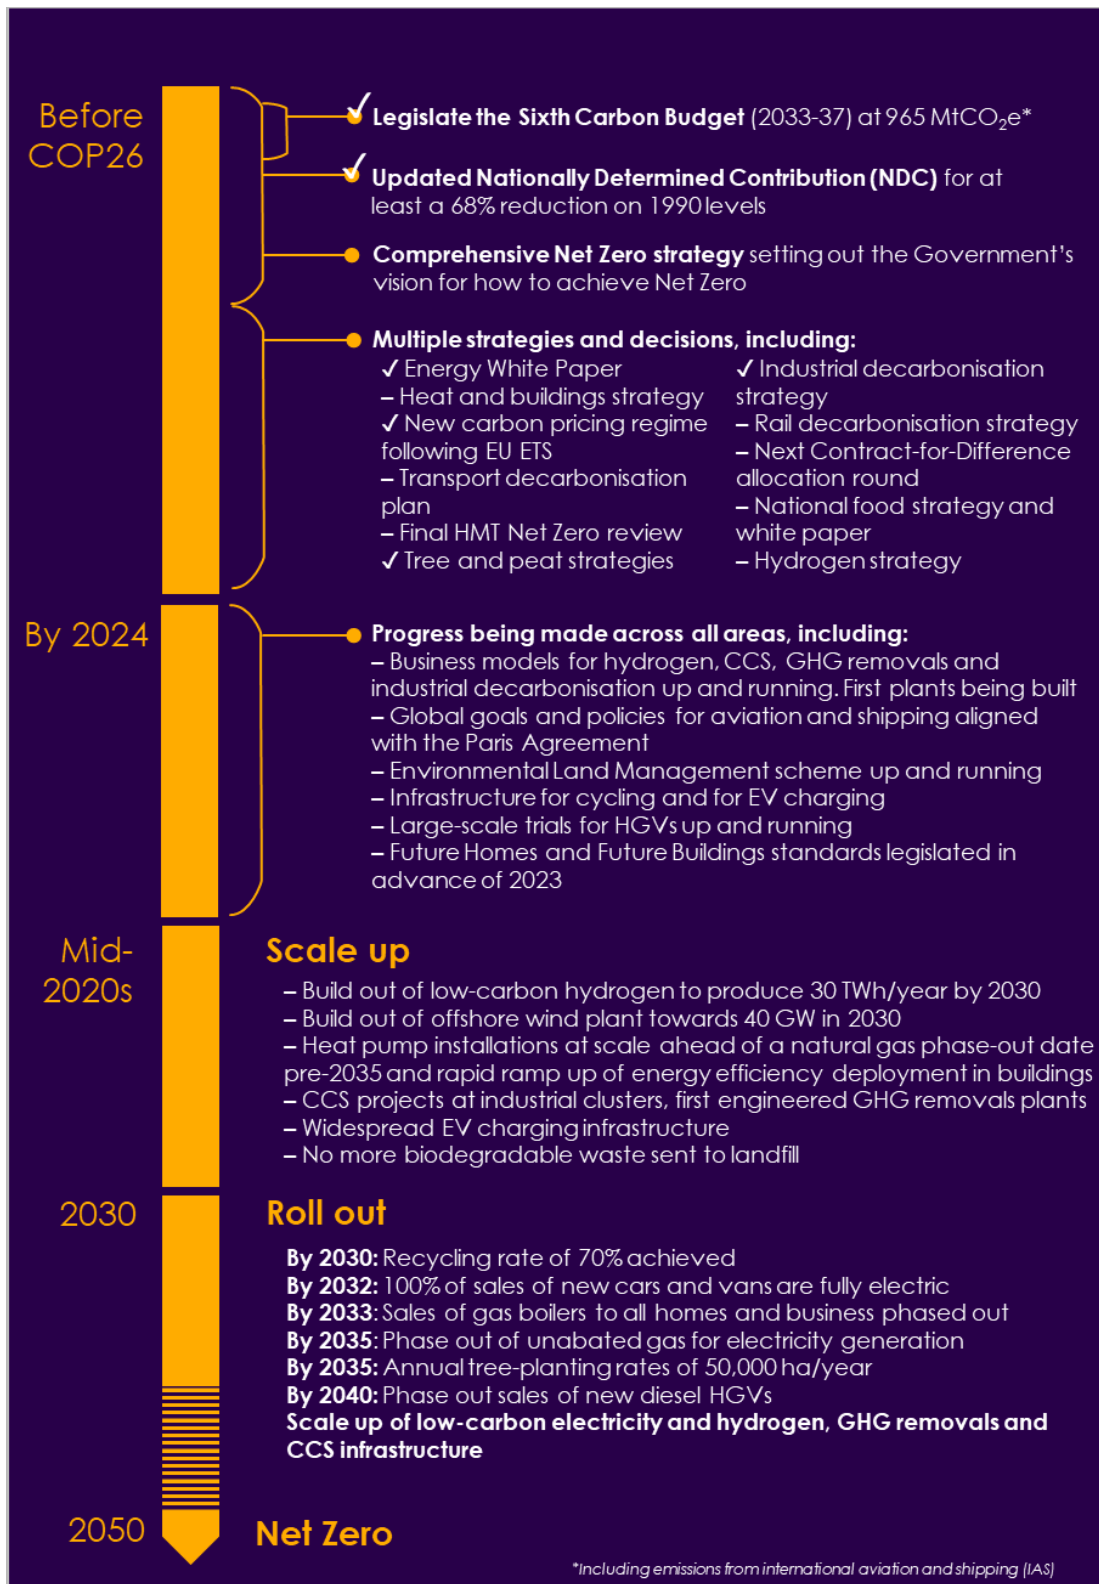 Before
COP26
✓ Legislate the Sixth Carbon Budget (2033-37) at 965 MtCO₂e*
✓ Updated Nationally Determined Contribution (NDC) for at
least a 68% reduction on 1990 levels
Comprehensive Net Zero strategy setting out the Government's
vision for how to achieve Net Zero
Multiple strategies and decisions, including:
✓ Energy White Paper
– Heat and buildings strategy
✓ New carbon pricing regime
following EU ETS
– Transport decarbonisation
plan
– Final HMT Net Zero review
✓ Tree and peat strategies
✓ Industrial decarbonisation
strategy
– Rail decarbonisation strategy
– Next Contract-for-Difference
allocation round
– National food strategy and
white paper
– Hydrogen strategy
By 2024
Progress being made across all areas, including:
– Business models for hydrogen, CCS, GHG removals and
industrial decarbonisation up and running. First plants being built
– Global goals and policies for aviation and shipping aligned
with the Paris Agreement
– Environmental Land Management scheme up and running
– Infrastructure for cycling and for EV charging
– Large-scale trials for HGVs up and running
– Future Homes and Future Buildings standards legislated in
advance of 2023
Mid-
2020s
Scale up
– Build out of low-carbon hydrogen to produce 30 TWh/year by 2030
– Build out of offshore wind plant towards 40 GW in 2030
– Heat pump installations at scale ahead of a natural gas phase-out date
pre-2035 and rapid ramp up of energy efficiency deployment in buildings
– CCS projects at industrial clusters, first engineered GHG removals plants
– Widespread EV charging infrastructure
– No more biodegradable waste sent to landfill
2030
Roll out
By 2030: Recycling rate of 70% achieved
By 2032: 100% of sales of new cars and vans are fully electric
By 2033: Sales of gas boilers to all homes and business phased out
By 2035: Phase out of unabated gas for electricity generation
By 2035: Annual tree-planting rates of 50,000 ha/year
By 2040: Phase out sales of new diesel HGVs
Scale up of low-carbon electricity and hydrogen, GHG removals and
CCS infrastructure
2050
Net Zero
*Including emissions from international aviation and shipping (IAS)